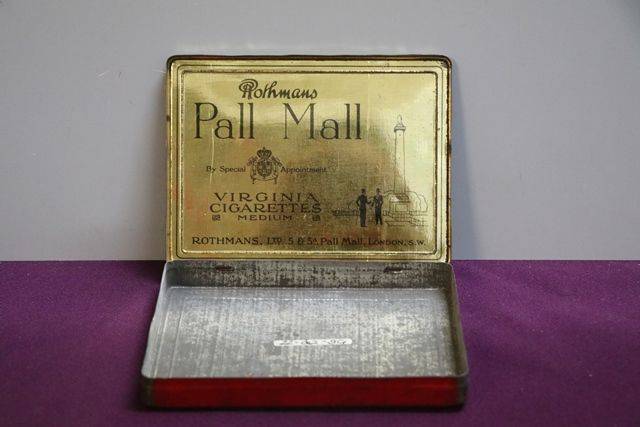 Rothmans
Pall Mall
By Special Appointment
VIRGINIA
CIGARETTES
MEDIUM
ROTHMANS, LTD. 5 & 5A, Pall Mall, LONDON, S.W.